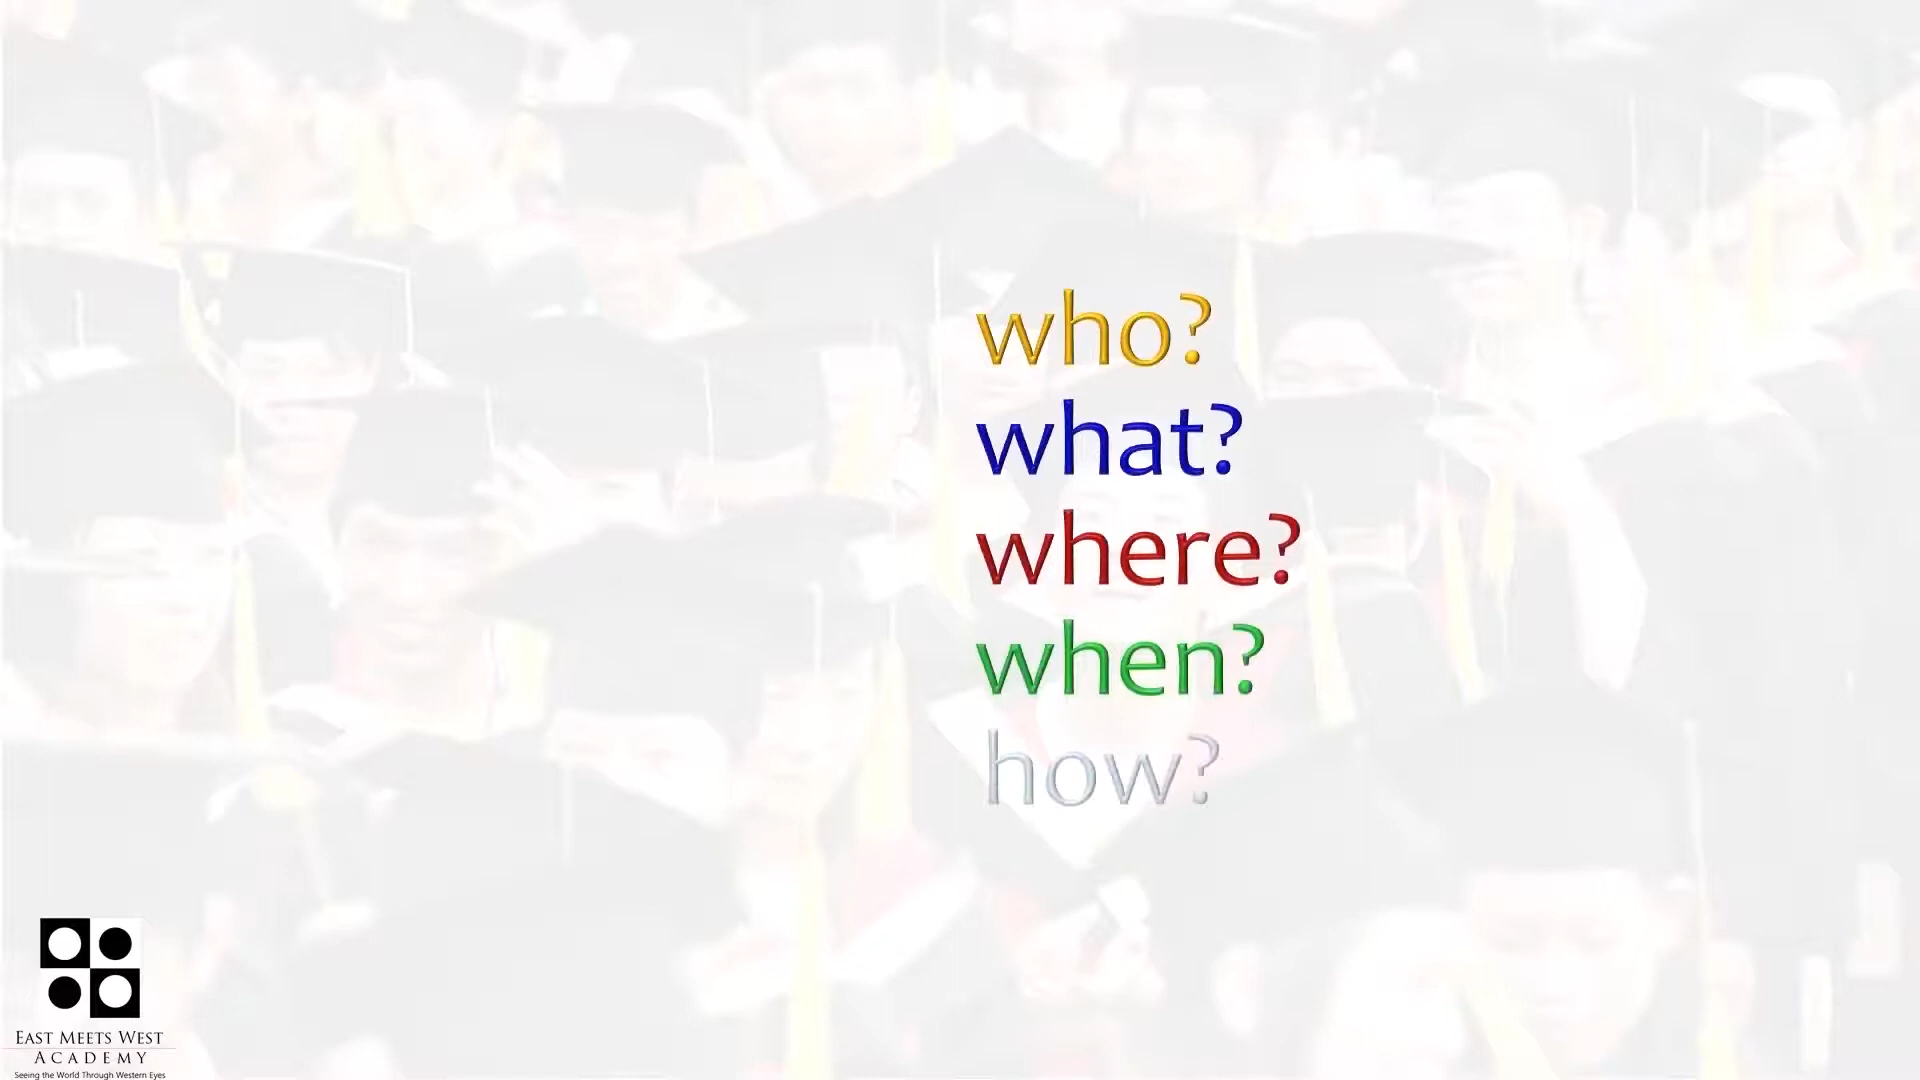 who?
what?
where?
when?
how?
EAST MEETS WEST
ACADEMY
Seeing the World Through Western Eyes